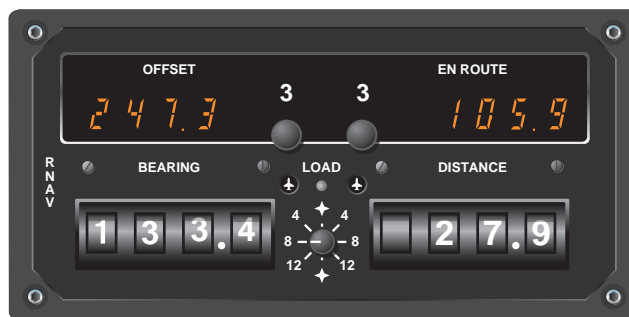 OFFSET EN ROUTE
3 3
247.3 105.9
RNAV
BEARING LOAD DISTANCE
4 4
133.4 8 8 27.9
12 12